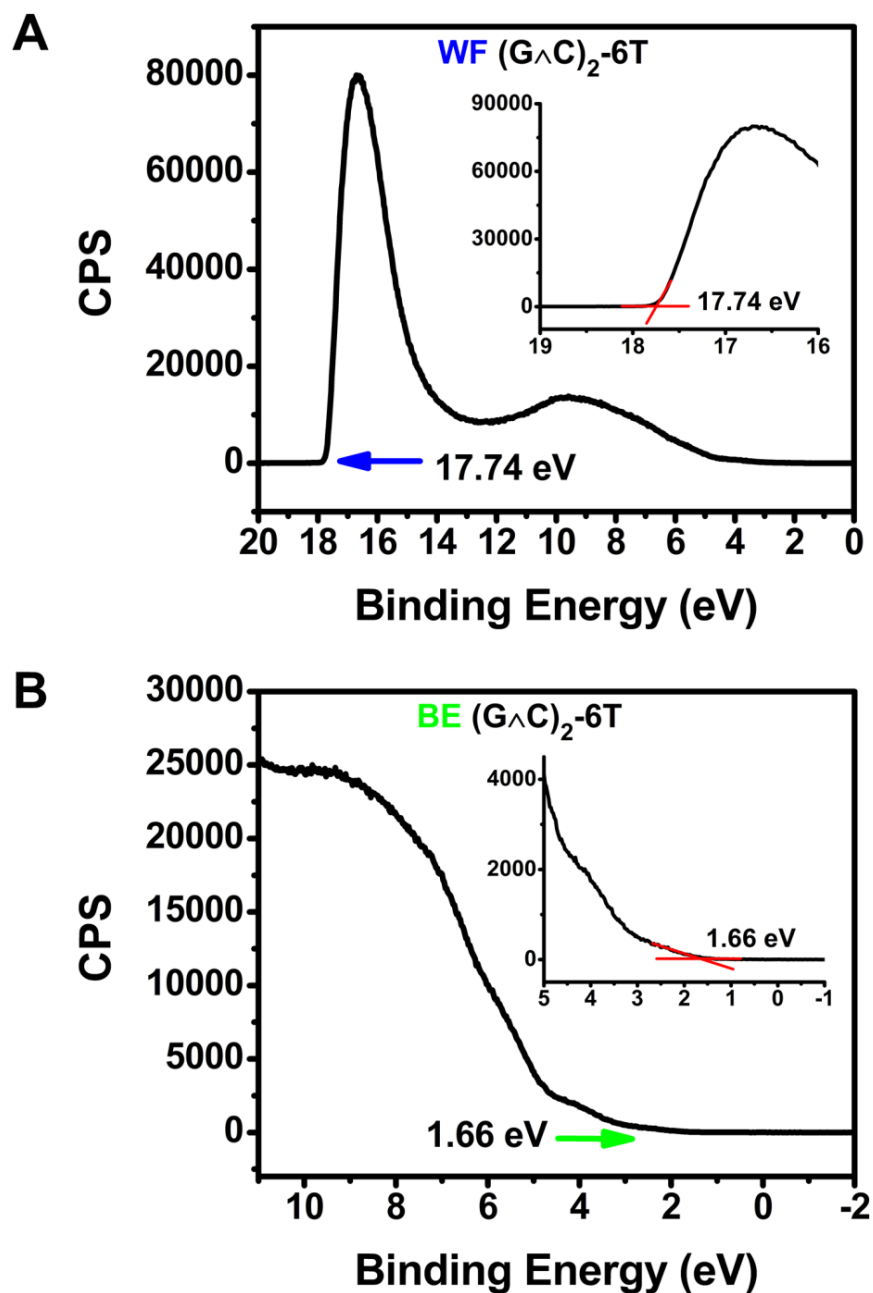 A
WF (G∧C)2-6T
CPS
80000
60000
40000
20000
0
90000
60000
30000
0
17.74 eV
19 18 17 16
17.74 eV
20 18 16 14 12 10 8 6 4 2 0
Binding Energy (eV)
B
BE (G∧C)2-6T
CPS
30000
25000
20000
15000
10000
5000
0
4000
2000
0
1.66 eV
5 4 3 2 1 0 -1
1.66 eV
10 8 6 4 2 0 -2
Binding Energy (eV)